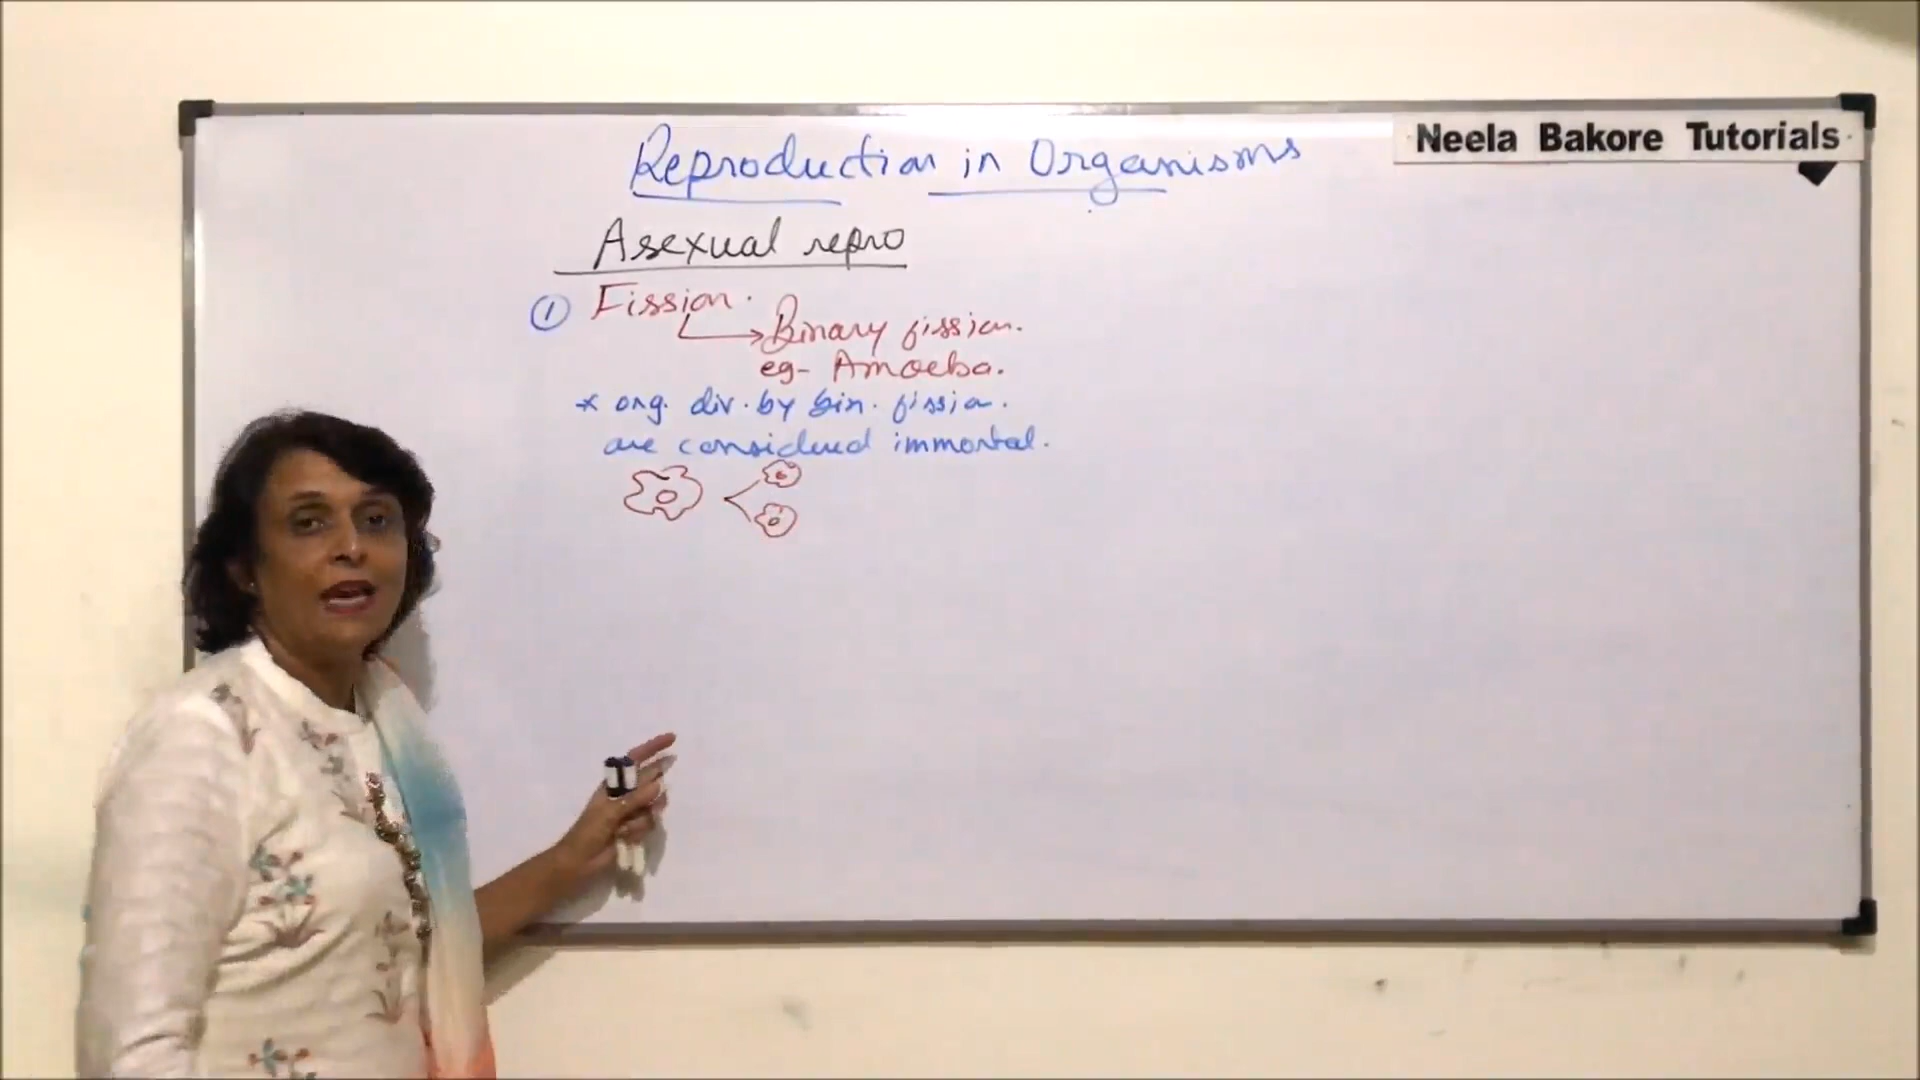 Neela Bakore Tutorials
Reproduction in Organisms
Asexual repro
① Fission.
Binary fission.
eg- Amoeba.
* org. div. by bin. fission.
are considered immortal.